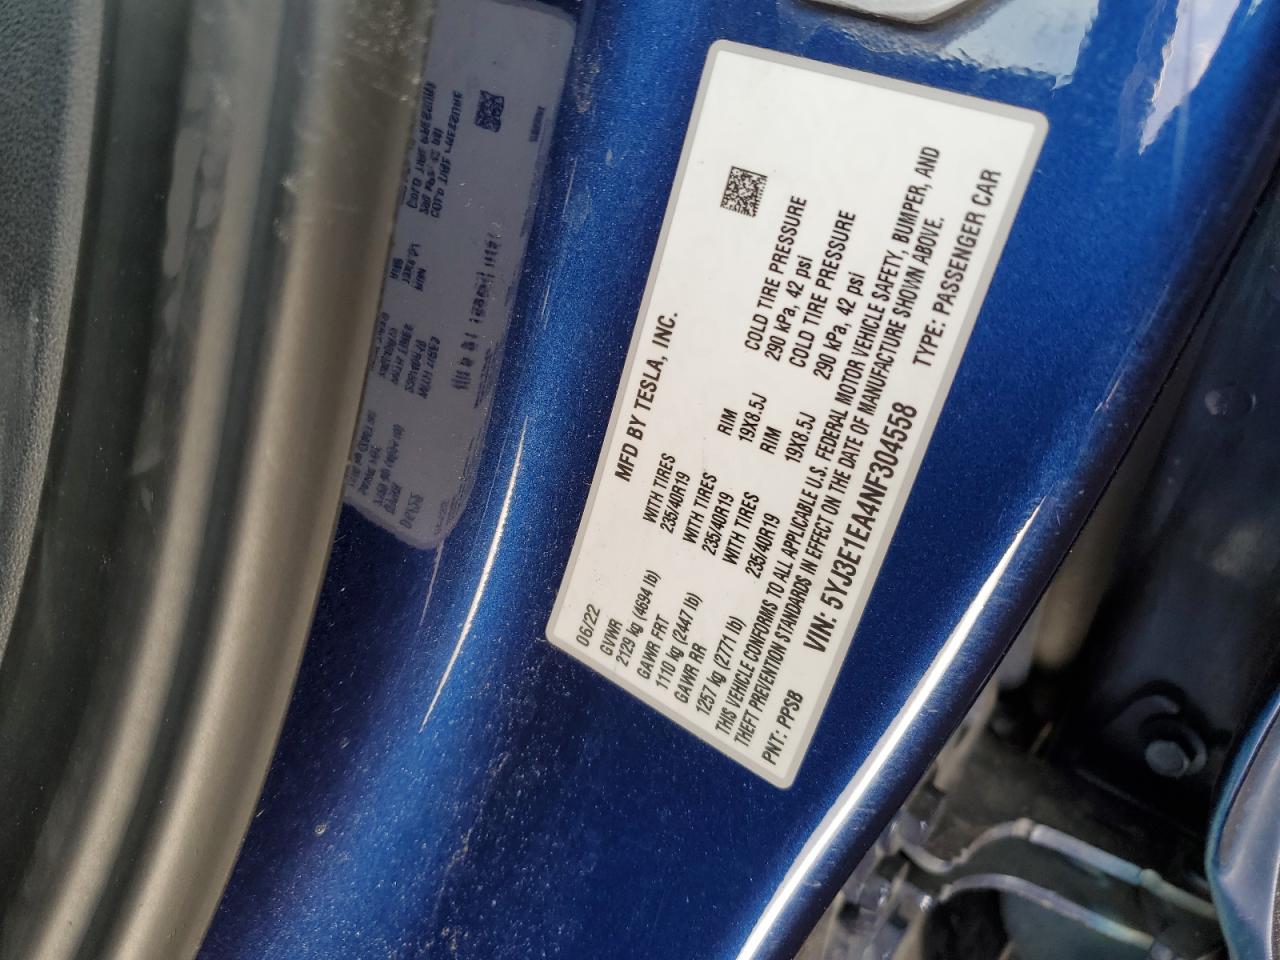 MFD BY TESLA, INC.
06/22
GVWR
2129 kg (4694 lb)
WITH TIRES
235/40R19
GAWR FRT
1110 kg (2447 lb)
WITH TIRES
235/40R19
RIM
19X8.5J
COLD TIRE PRESSURE
290 kPa, 42 psi
GAWR RR
1257 kg (2771 lb)
WITH TIRES
235/40R19
RIM
19X8.5J
COLD TIRE PRESSURE
290 kPa, 42 psi
THIS VEHICLE CONFORMS TO ALL APPLICABLE U.S. FEDERAL MOTOR VEHICLE SAFETY, BUMPER, AND
THEFT PREVENTION STANDARDS IN EFFECT ON THE DATE OF MANUFACTURE SHOWN ABOVE.
PNT: PPSB
VIN: 5YJ3E1EA4NF304558
TYPE: PASSENGER CAR